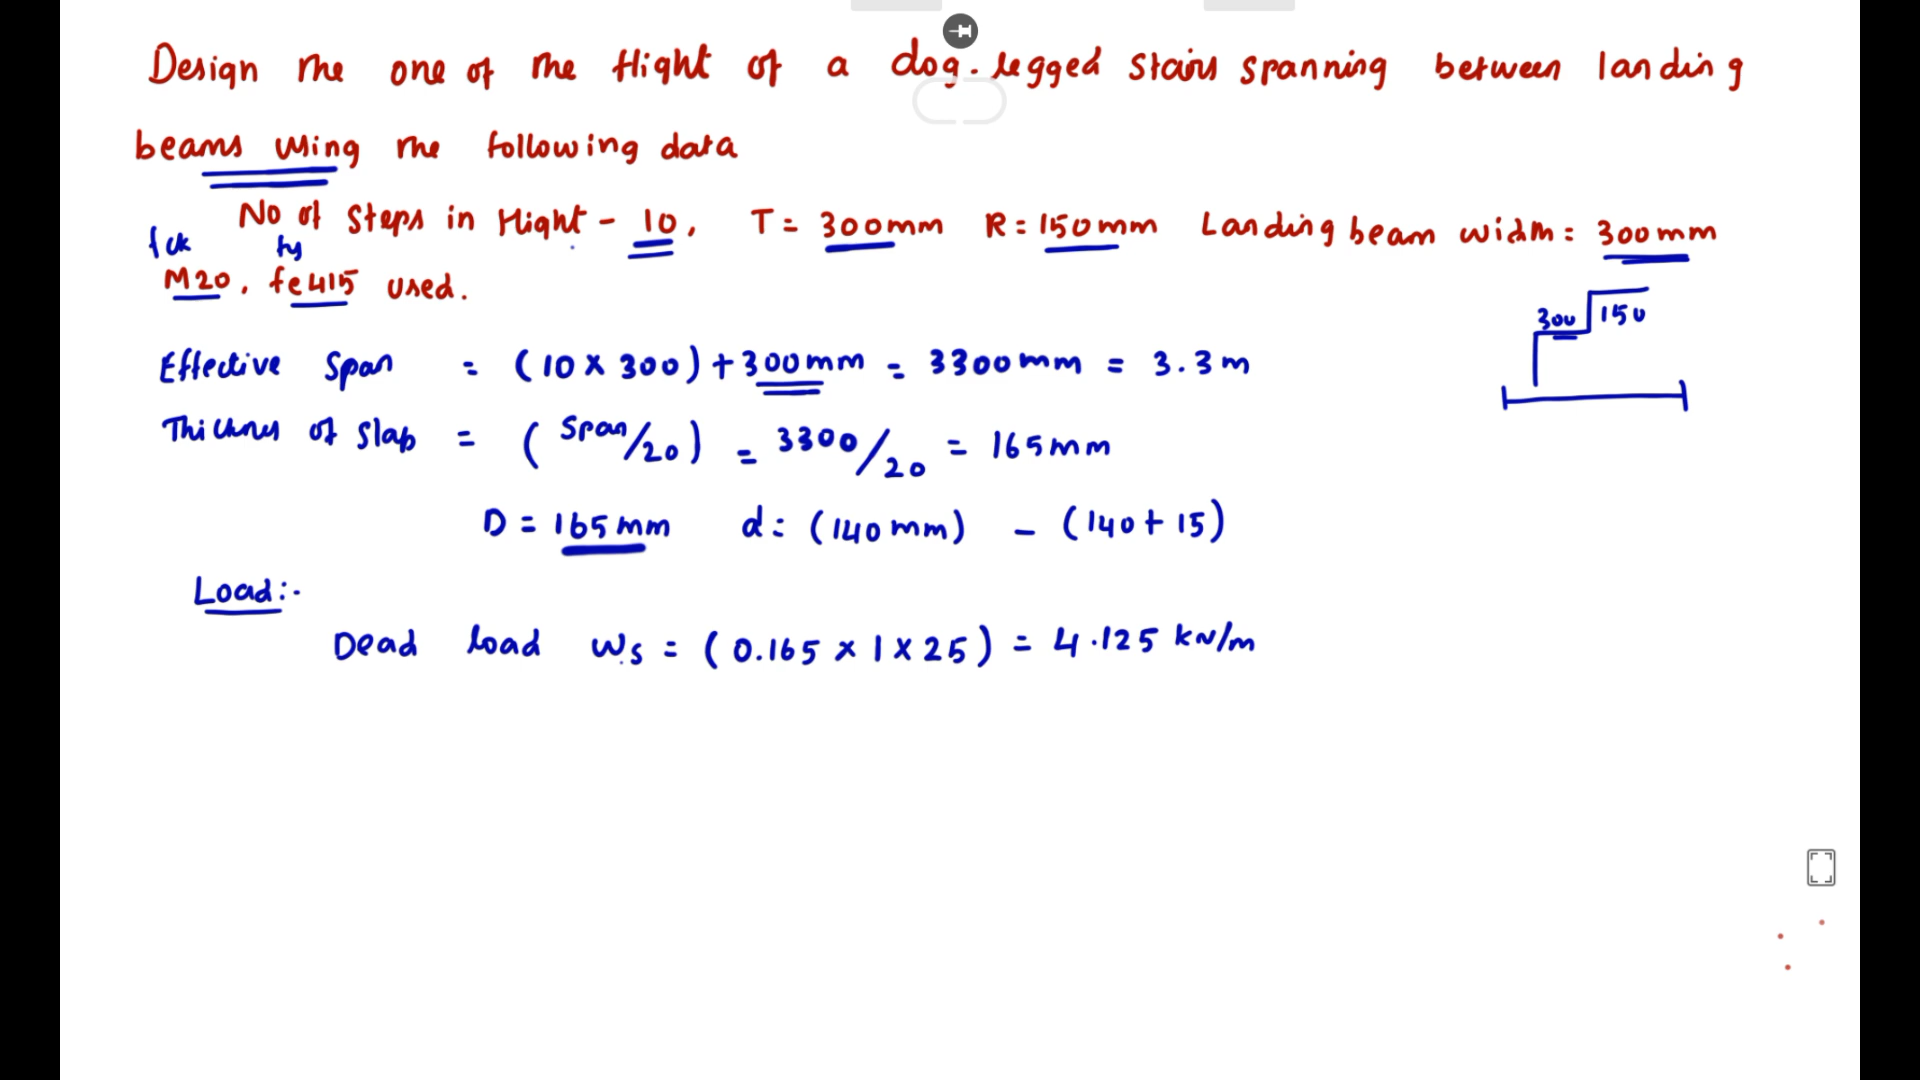 Design the one of the flight of a dog-legged stairs spanning between landing
beams using the following data
No of steps in flight - 10, T = 300mm R = 150mm Landing beam width = 300mm
fck fy
M20, fe415 used.
300 150
Effective span = (10 x 300) + 300mm = 3300mm = 3.3m
Thickness of slab = (span/20) = 3300/20 = 165mm
D = 165mm d = (140mm) - (140+15)
Load:-
Dead load ws = (0.165 x 1 x 25) = 4.125 kN/m